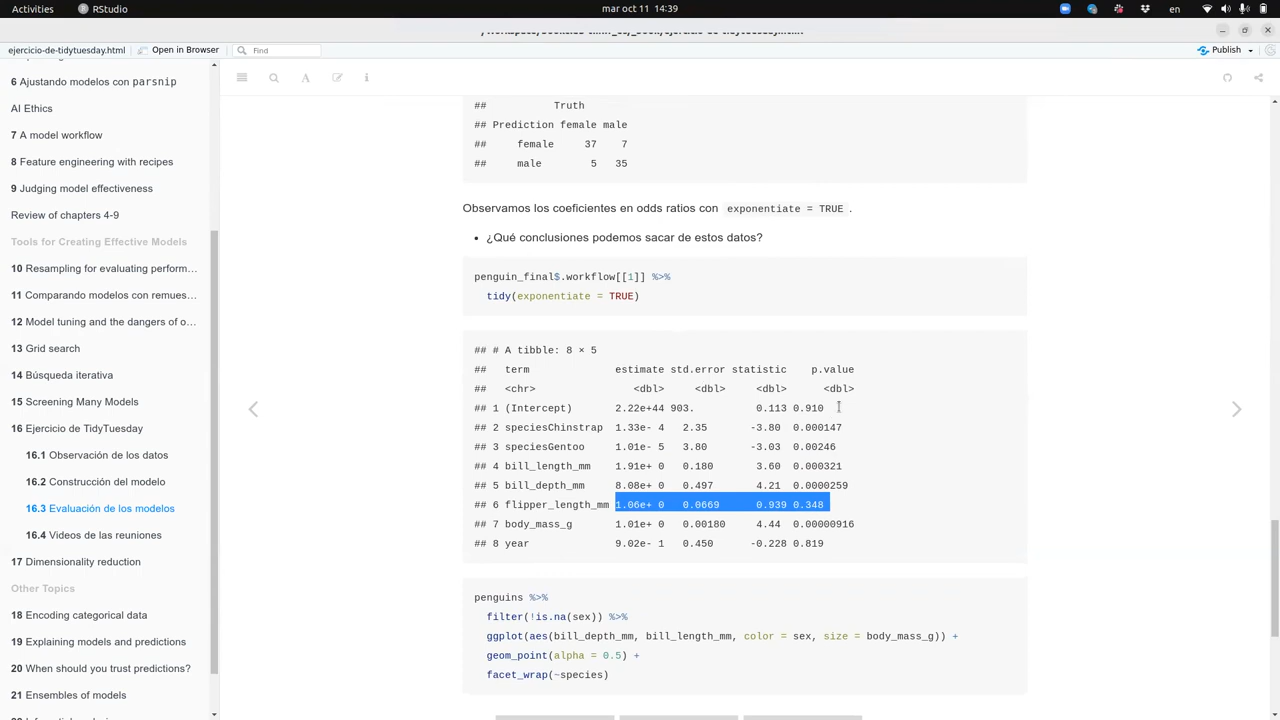 Activities
RStudio
mar oct 11 14:39
ejercicio-de-tidytuesday.html
Open in Browser
Find
Publish
6 Ajustando modelos con parsnip
AI Ethics
7 A model workflow
8 Feature engineering with recipes
9 Judging model effectiveness
Review of chapters 4-9
Tools for Creating Effective Models
10 Resampling for evaluating perform...
11 Comparando modelos con remues...
12 Model tuning and the dangers of o...
13 Grid search
14 Búsqueda iterativa
15 Screening Many Models
16 Ejercicio de TidyTuesday
16.1 Observación de los datos
16.2 Construcción del modelo
16.3 Evaluación de los modelos
16.4 Videos de las reuniones
17 Dimensionality reduction
Other Topics
18 Encoding categorical data
19 Explaining models and predictions
20 When should you trust predictions?
21 Ensembles of models
## Truth
## Prediction female male
## female 37 7
## male 5 35
Observamos los coeficientes en odds ratios con exponentiate = TRUE .
• ¿Qué conclusiones podemos sacar de estos datos?
penguin_final$.workflow[[1]] %>%
tidy(exponentiate = TRUE)
## # A tibble: 8 × 5
## term estimate std.error statistic p.value
## <chr> <dbl> <dbl> <dbl> <dbl>
## 1 (Intercept) 2.22e+44 903. 0.113 0.910
## 2 speciesChinstrap 1.33e- 4 2.35 -3.80 0.000147
## 3 speciesGentoo 1.01e- 5 3.80 -3.03 0.00246
## 4 bill_length_mm 1.91e+ 0 0.180 3.60 0.000321
## 5 bill_depth_mm 8.08e+ 0 0.497 4.21 0.0000259
## 6 flipper_length_mm 1.06e+ 0 0.0669 0.939 0.348
## 7 body_mass_g 1.01e+ 0 0.00180 4.44 0.00000916
## 8 year 9.02e- 1 0.450 -0.228 0.819
penguins %>%
filter(!is.na(sex)) %>%
ggplot(aes(bill_depth_mm, bill_length_mm, color = sex, size = body_mass_g)) +
geom_point(alpha = 0.5) +
facet_wrap(~species)